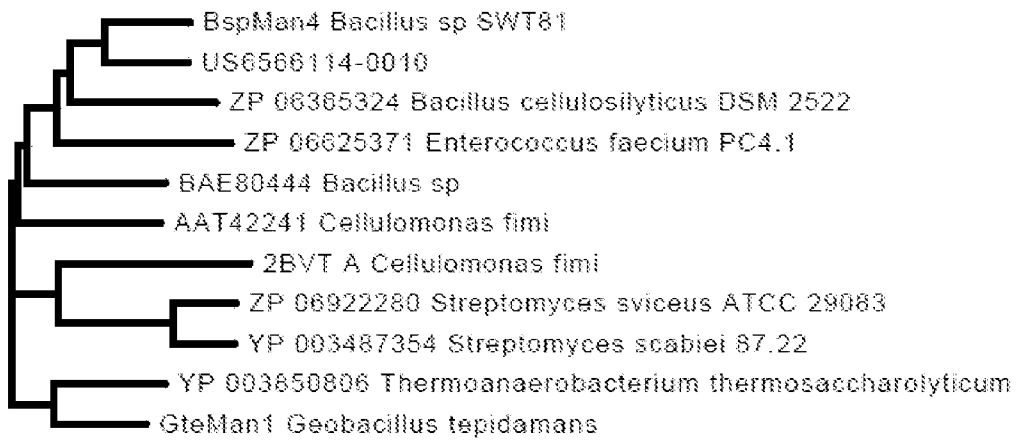 BspMan4 Bacillus sp SWT81
US6566114-0010
ZP 06365324 Bacillus cellulosilyticus DSM 2522
ZP 06625371 Enterococcus faecium PC4.1
BAE80444 Bacillus sp
AAT42241 Cellulomonas fimi
2BVT A Cellulomonas fimi
ZP 06922280 Streptomyces sviceus ATCC 29083
YP 003487354 Streptomyces scabiei 87.22
YP 003850806 Thermoanaerobacterium thermosaccharolyticum
GteMan1 Geobacillus tepidamans